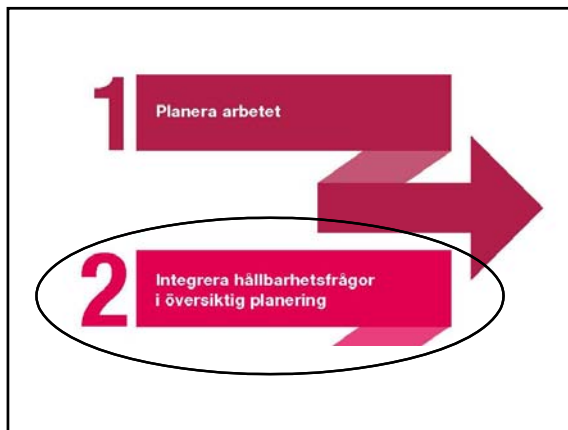 1
Planera arbetet
2
Integrera hållbarhetsfrågor
i översiktig planering